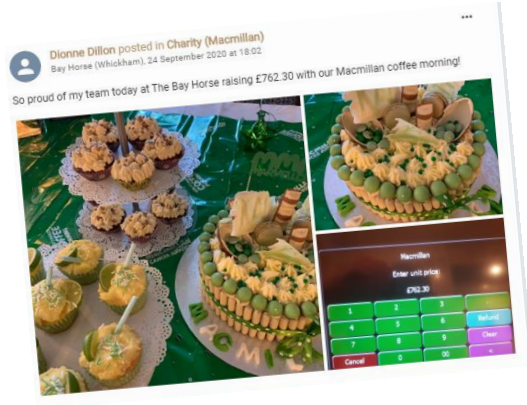 Dionne Dillon posted in Charity (Macmillan)
Bay Horse (Whickham), 24 September 2020 at 18:02
So proud of my team today at The Bay Horse raising £762.30 with our Macmillan coffee morning!
MACMI
Macmillan
Enter unit price
£762.30
1 2 3
4 5 6 Refund
7 8 9 Clear
Cancel 0 00 <